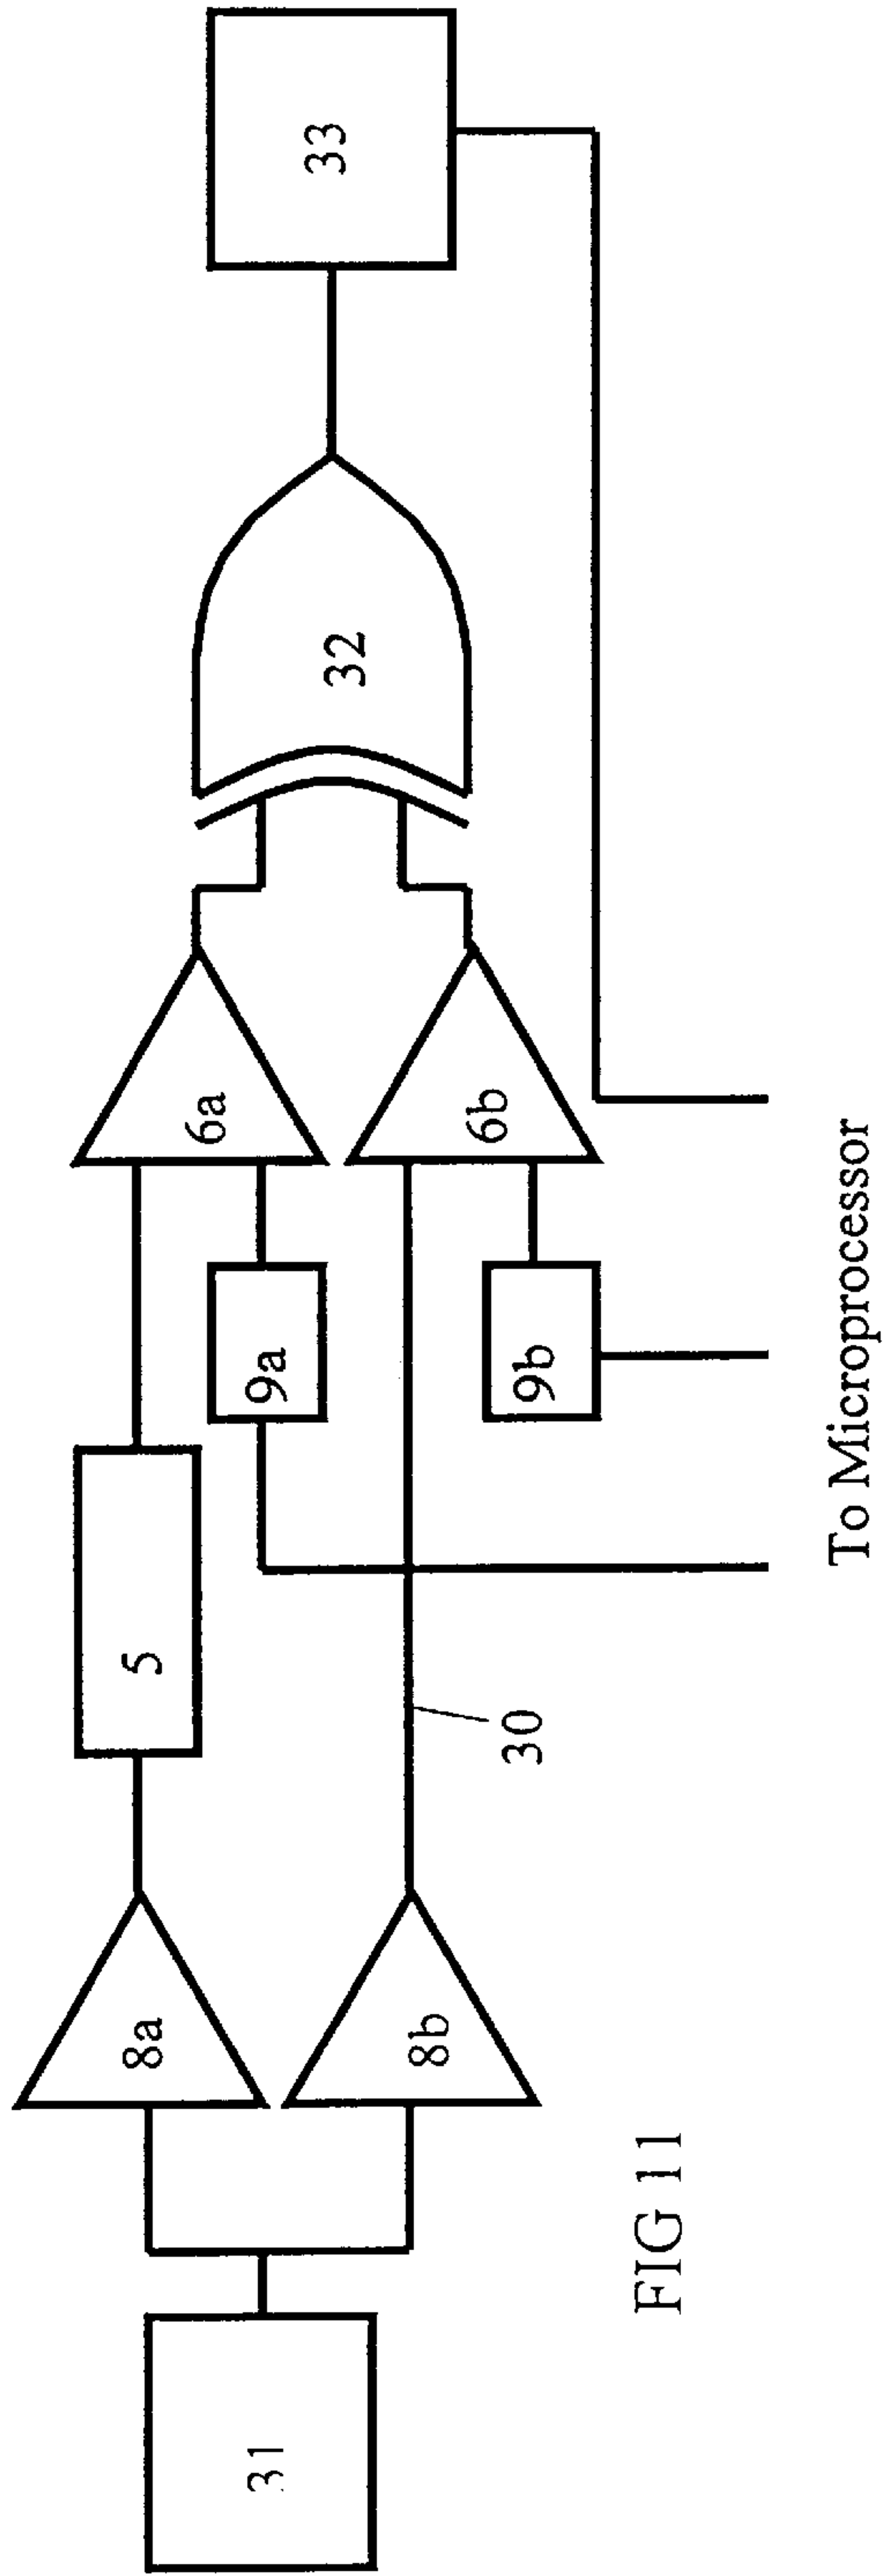 33
32
6a
6b
9a
9b
5
30
8a
8b
31
To Microprocessor
FIG 11